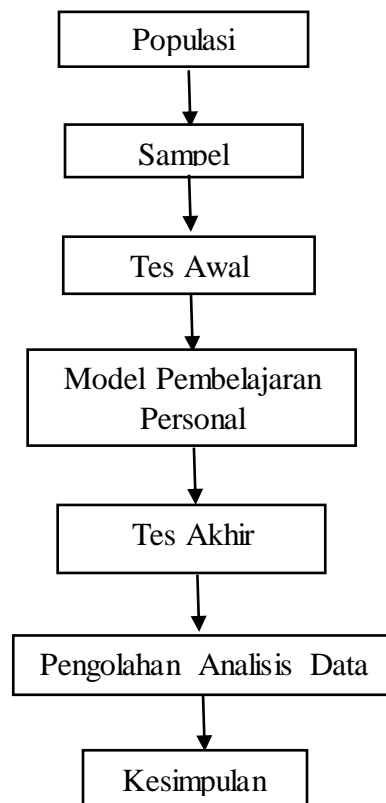 Populasi
Sampel
Tes Awal
Model Pembelajaran
Personal
Tes Akhir
Pengolahan Analisis Data
Kesimpulan